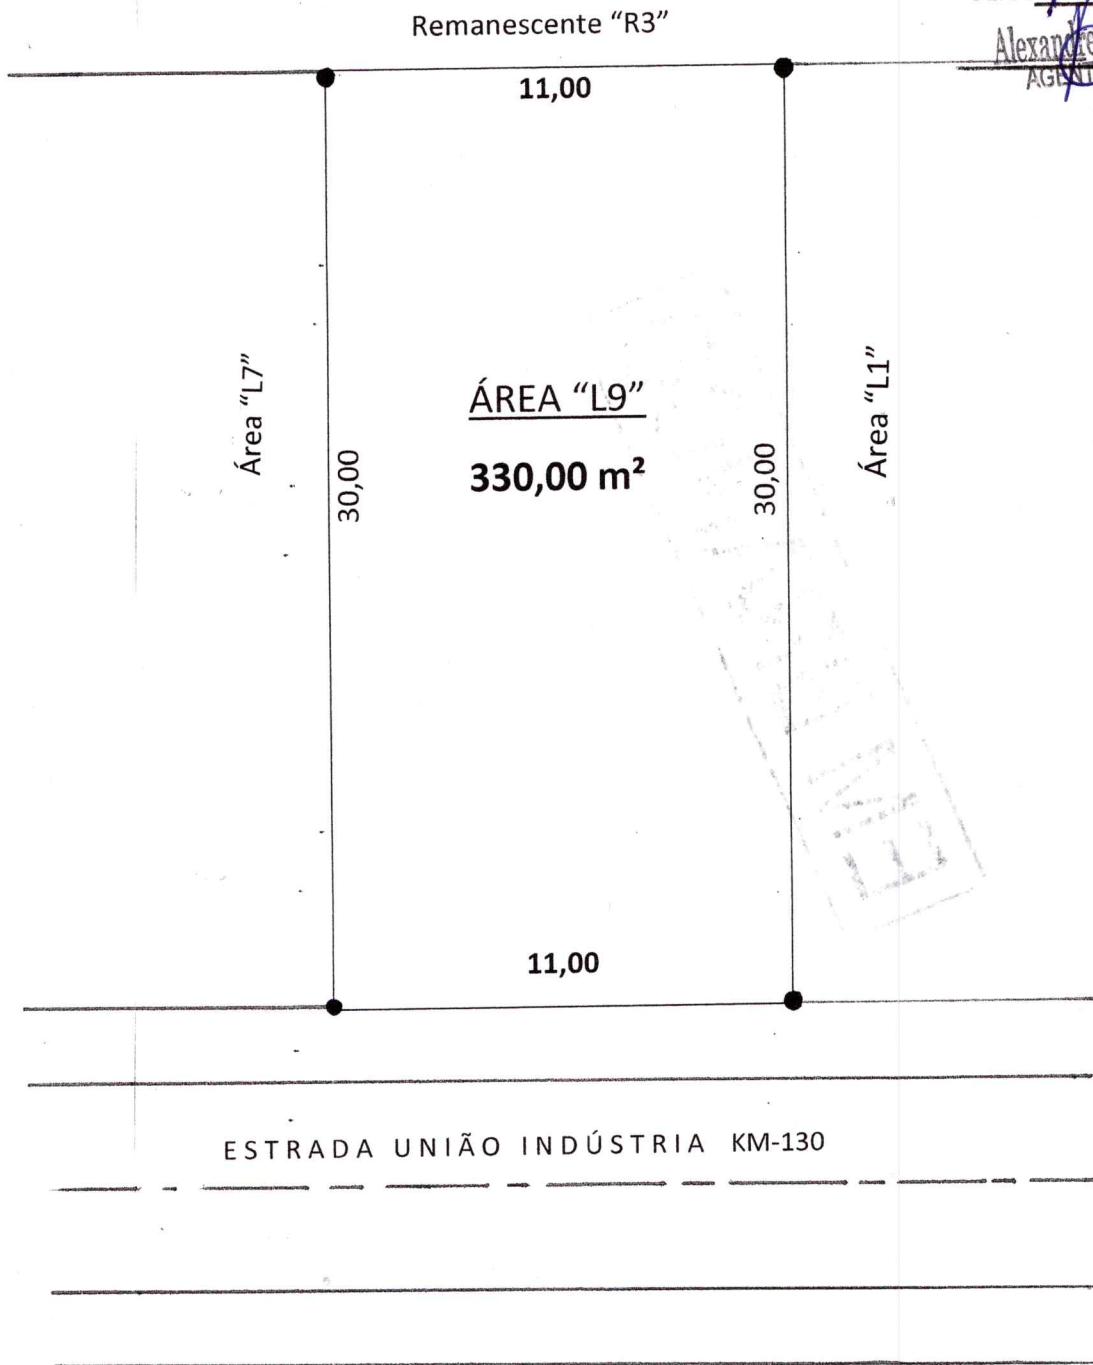 Remanescente “R3”
Alexandre
11,00
Área “L7”
30,00
ÁREA “L9”
330,00 m²
30,00
Área “L1”
11,00
ESTRADA UNIÃO INDÚSTRIA KM-130